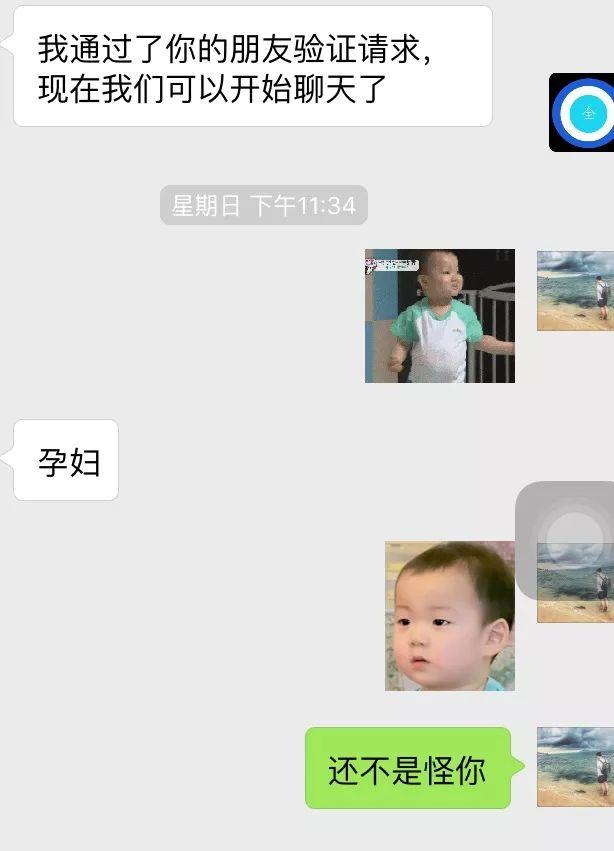 我通过了你的朋友验证请求，
现在我们可以开始聊天了
全
星期日 下午11:34
孕妇
还不是怪你